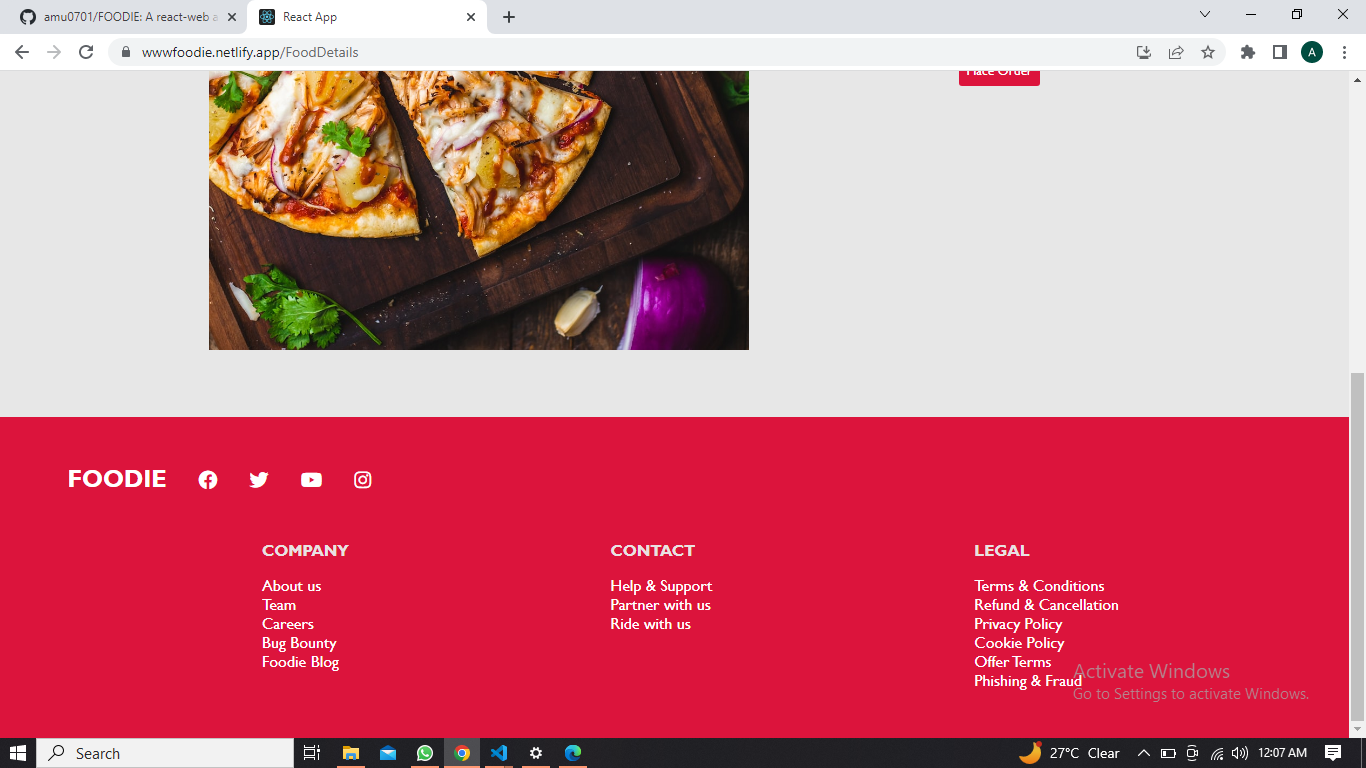 amu0701/FOODIE: A react-web a
React App
wwwfoodie.netlify.app/FoodDetails
A
Place Order
FOODIE
COMPANY
About us
Team
Careers
Bug Bounty
Foodie Blog
CONTACT
Help & Support
Partner with us
Ride with us
LEGAL
Terms & Conditions
Refund & Cancellation
Privacy Policy
Cookie Policy
Offer Terms
Phishing & Fraud
Activate Windows
Go to Settings to activate Windows.
Search
27°C Clear
12:07 AM